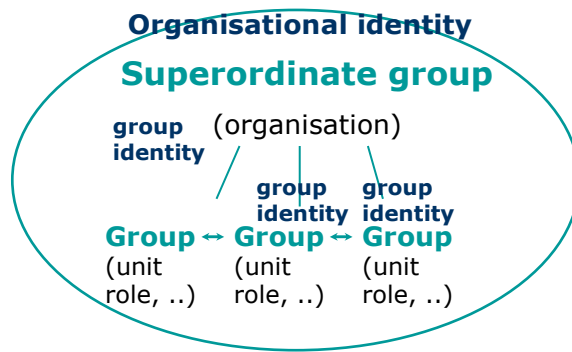 Organisational identity
Superordinate group
group (organisation)
identity
group group
identity identity
Group ↔ Group ↔ Group
(unit (unit (unit
role, ..) role, ..) role, ..)